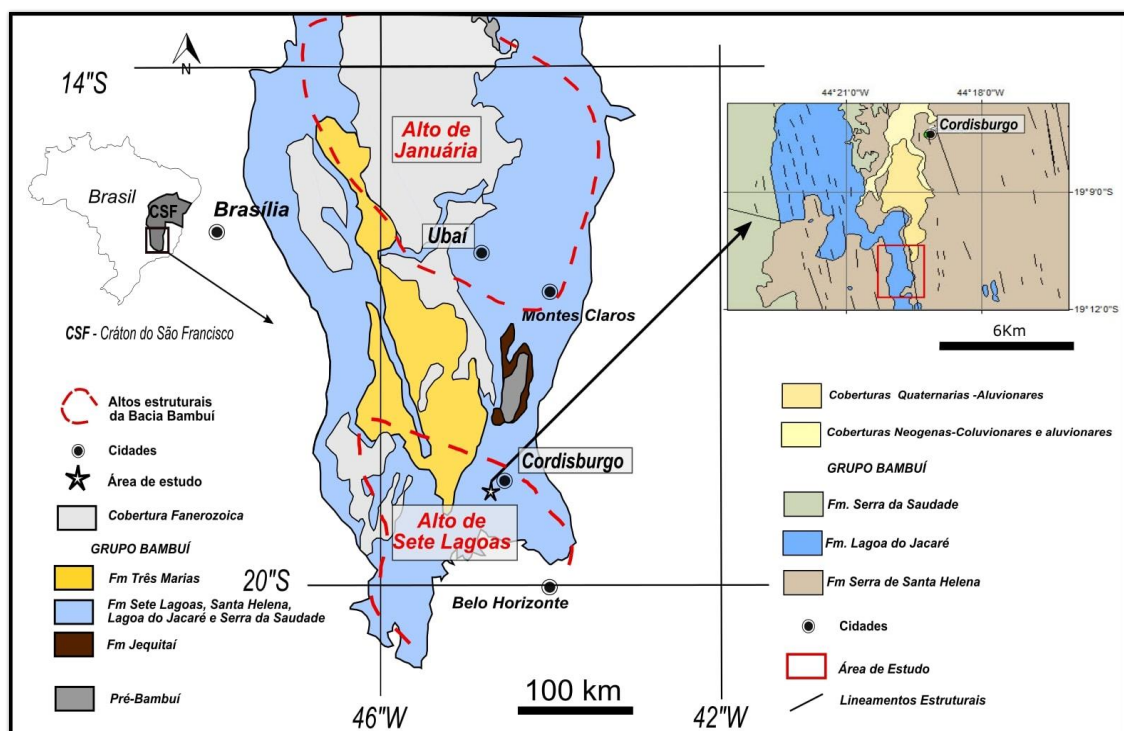 14"S
N
Alto de
Januária
Brasil
CSF
Brasília
Ubaí
Montes Claros
CSF - Cráton do São Francisco
Altos estruturais
da Bacia Bambuí
Cidades
Área de estudo
Cobertura Fanerozoica
GRUPO BAMBUÍ
Fm Três Marias
Fm Sete Lagoas, Santa Helena,
Lagoa do Jacaré e Serra da Saudade
Fm Jequitaí
Pré-Bambuí
Cordisburgo
Alto de
Sete Lagoas
20"S
Belo Horizonte
100 km
46"W
42"W
44°21'0"W
44°18'0"W
Cordisburgo
19°9'0"S
19°12'0"S
6Km
Coberturas Quaternarias -Aluvionares
Coberturas Neogenas-Coluvionares e aluvionares
GRUPO BAMBUÍ
Fm. Serra da Saudade
Fm. Lagoa do Jacaré
Fm Serra de Santa Helena
Cidades
Área de Estudo
Lineamentos Estruturais